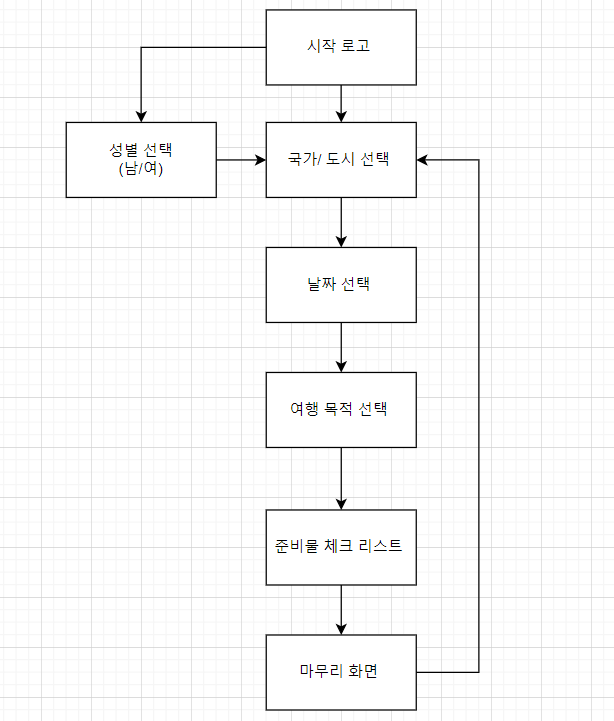 시작 로고
성별 선택
(남/여)
국가/ 도시 선택
날짜 선택
여행 목적 선택
준비물 체크 리스트
마무리 화면